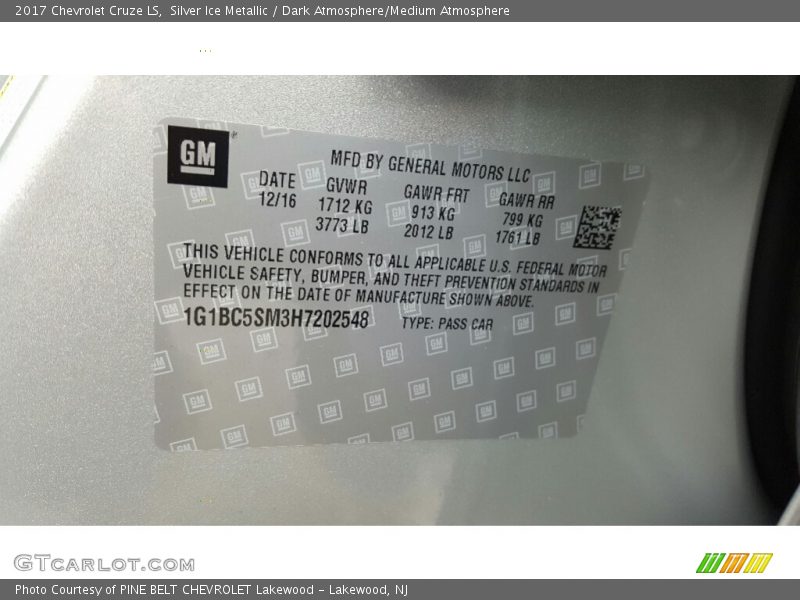 2017 Chevrolet Cruze LS,  Silver Ice Metallic / Dark Atmosphere/Medium Atmosphere
GM
MFD BY GENERAL MOTORS LLC
DATE GVWR GAWR FRT GAWR RR
12/16 1712 KG 913 KG 799 KG
3773 LB 2012 LB 1761 LB
THIS VEHICLE CONFORMS TO ALL APPLICABLE U.S. FEDERAL MOTOR
VEHICLE SAFETY, BUMPER, AND THEFT PREVENTION STANDARDS IN
EFFECT ON THE DATE OF MANUFACTURE SHOWN ABOVE.
1G1BC5SM3H7202548 TYPE: PASS CAR
GTCARLOT.COM
Photo Courtesy of PINE BELT CHEVROLET Lakewood - Lakewood, NJ